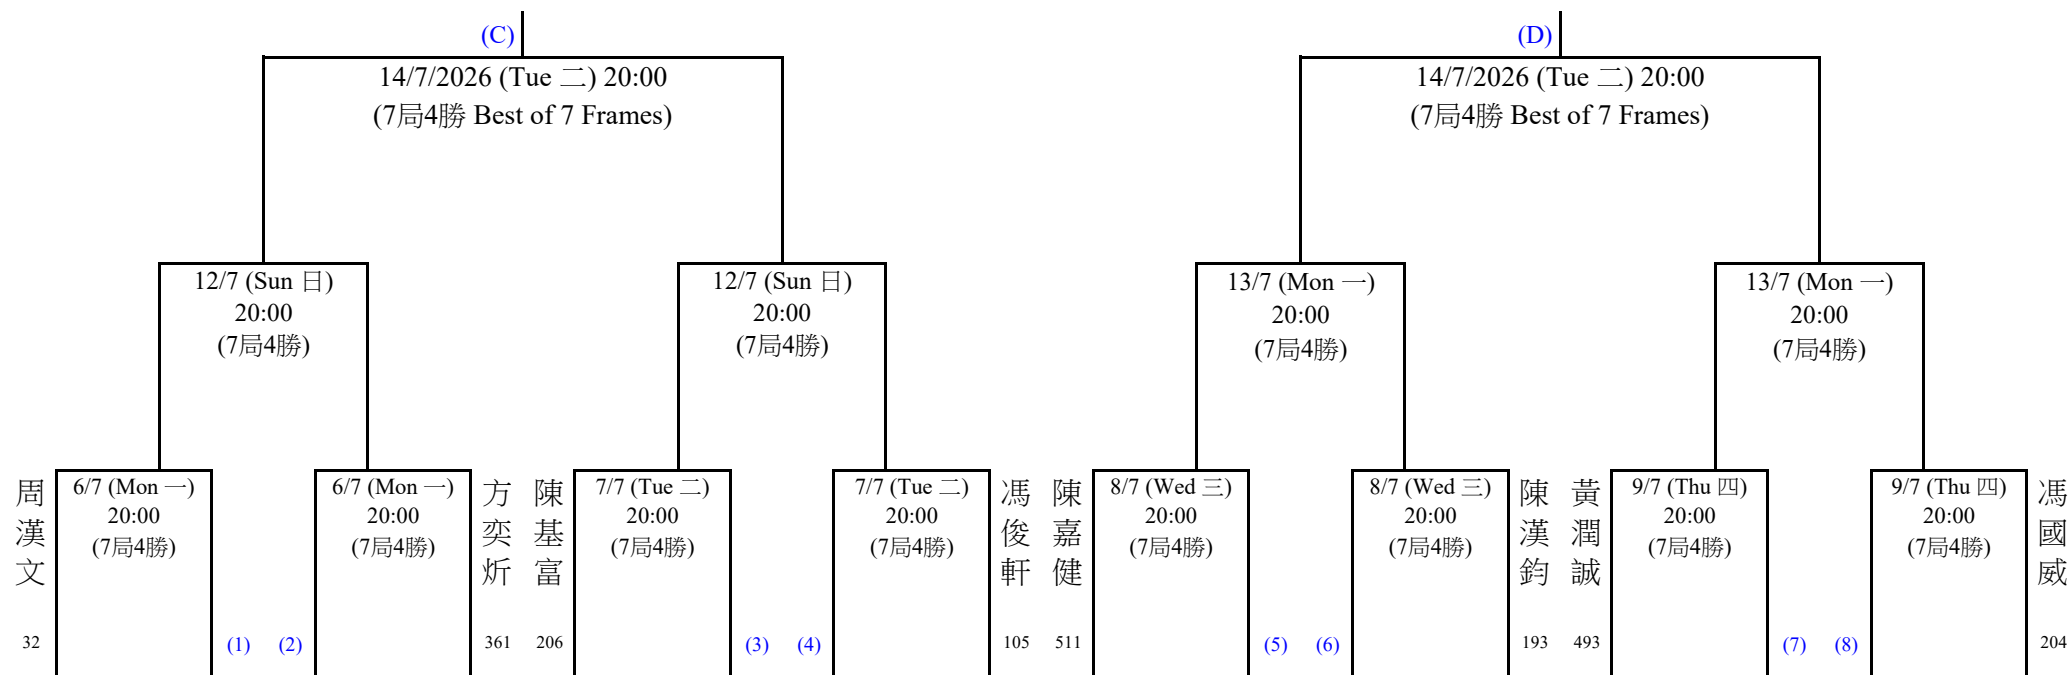 (C)
14/7/2026 (Tue 二) 20:00
(7局4勝 Best of 7 Frames)
(D)
14/7/2026 (Tue 二) 20:00
(7局4勝 Best of 7 Frames)
12/7 (Sun 日)
20:00
(7局4勝)
12/7 (Sun 日)
20:00
(7局4勝)
13/7 (Mon 一)
20:00
(7局4勝)
13/7 (Mon 一)
20:00
(7局4勝)
周漢文
32
6/7 (Mon 一)
20:00
(7局4勝)
(1)
(2)
6/7 (Mon 一)
20:00
(7局4勝)
方奕炘
361
陳基富
206
7/7 (Tue 二)
20:00
(7局4勝)
(3)
(4)
7/7 (Tue 二)
20:00
(7局4勝)
馮俊軒
105
陳嘉健
511
8/7 (Wed 三)
20:00
(7局4勝)
(5)
(6)
8/7 (Wed 三)
20:00
(7局4勝)
陳漢鈞
193
黃潤誠
493
9/7 (Thu 四)
20:00
(7局4勝)
(7)
(8)
9/7 (Thu 四)
20:00
(7局4勝)
馮國威
204